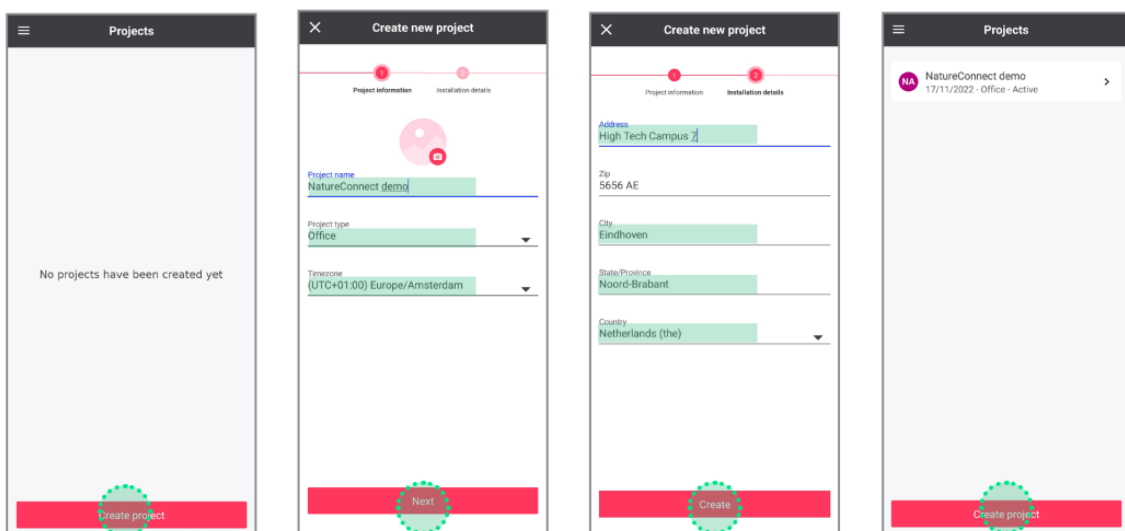 Projects
No projects have been created yet
Create project
Create new project
1
2
Project information
Installation details
Project name
NatureConnect demo
Project type
Office
Timezone
(UTC+01:00) Europe/Amsterdam
Next
Create new project
1
2
Project information
Installation details
Address
High Tech Campus 7
Zip
5656 AE
City
Eindhoven
State/Province
Noord-Brabant
Country
Netherlands (the)
Create
Projects
NA
NatureConnect demo
17/11/2022 - Office - Active
Create project